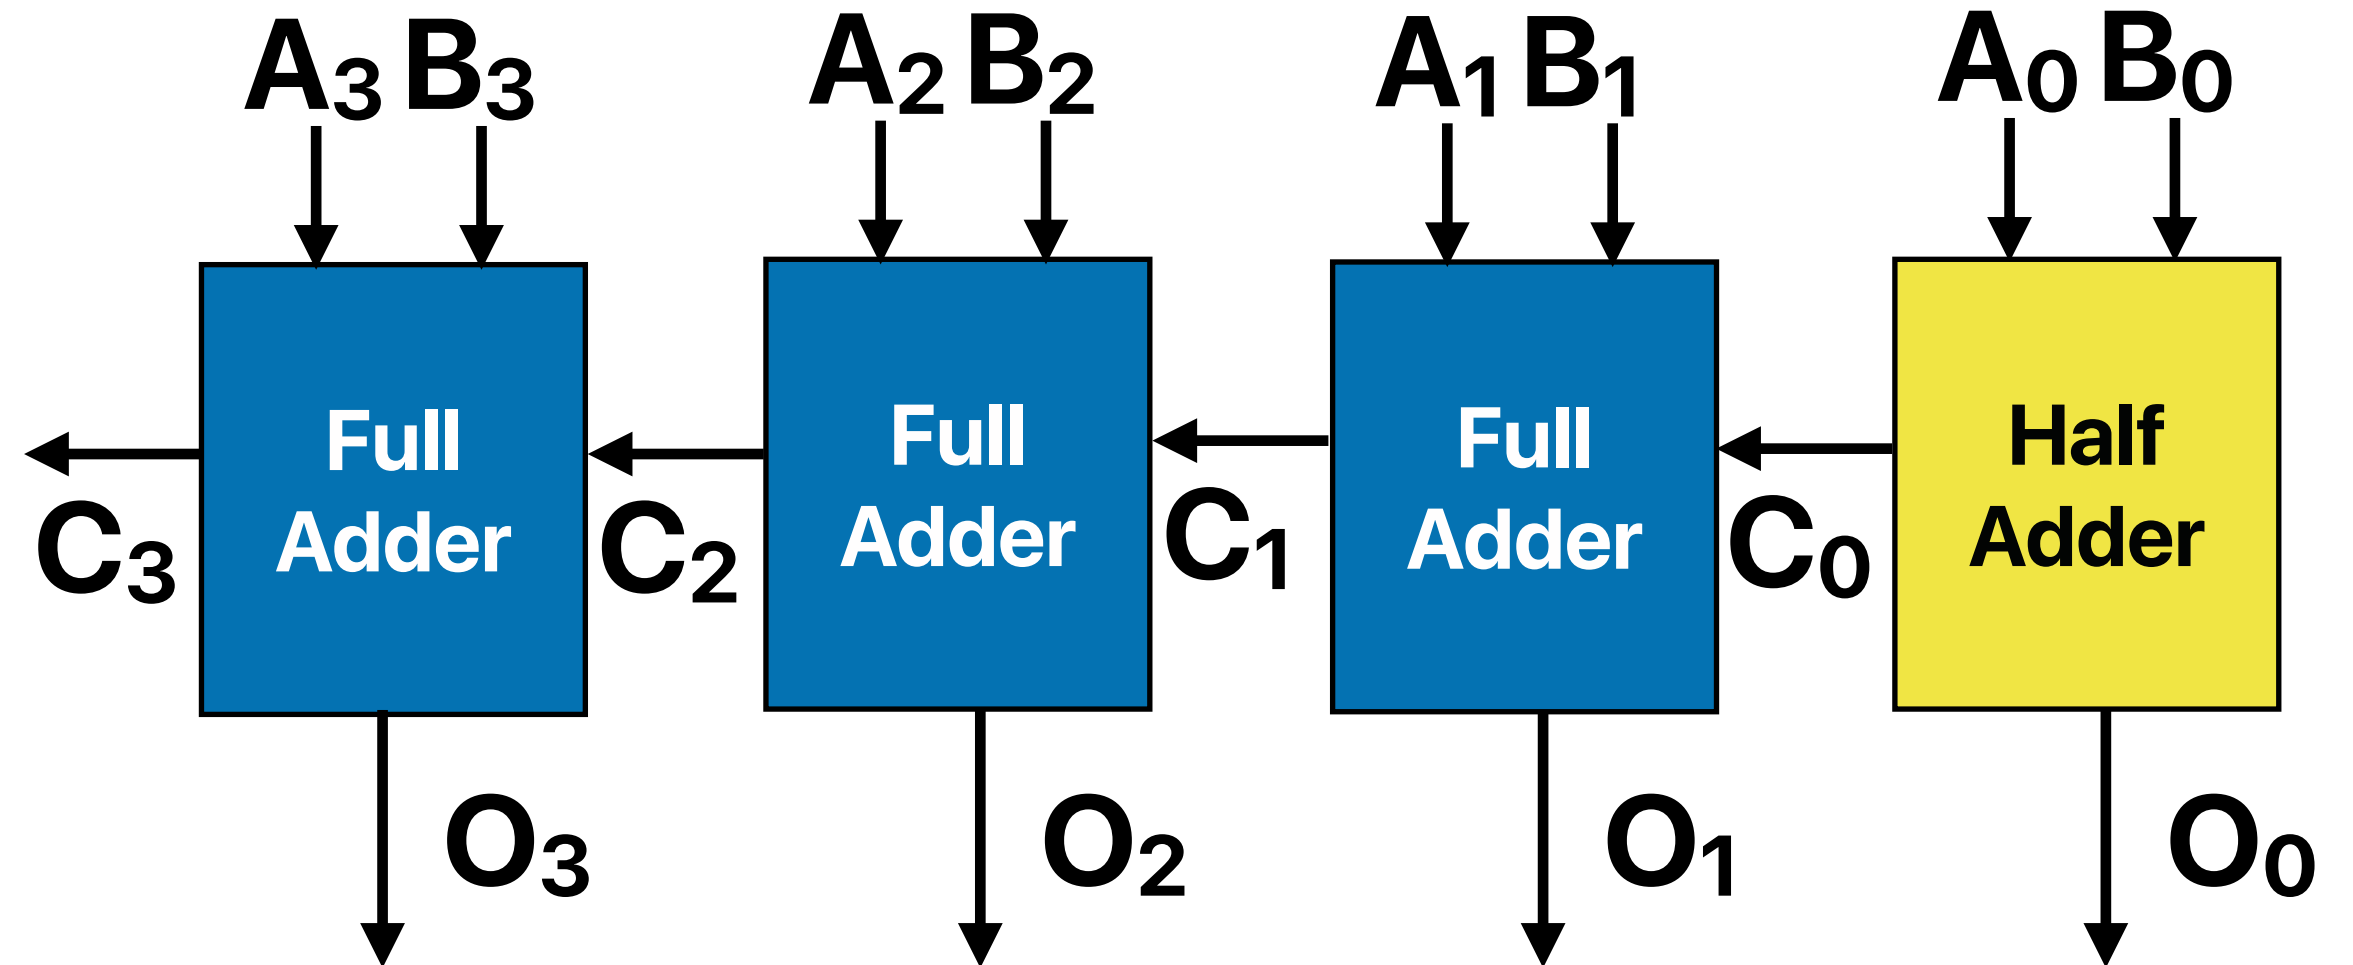 A3 B3 A2 B2 A1 B1 A0 B0
Full Adder
Full Adder
Full Adder
Half Adder
C3 C2 C1 C0
O3 O2 O1 O0